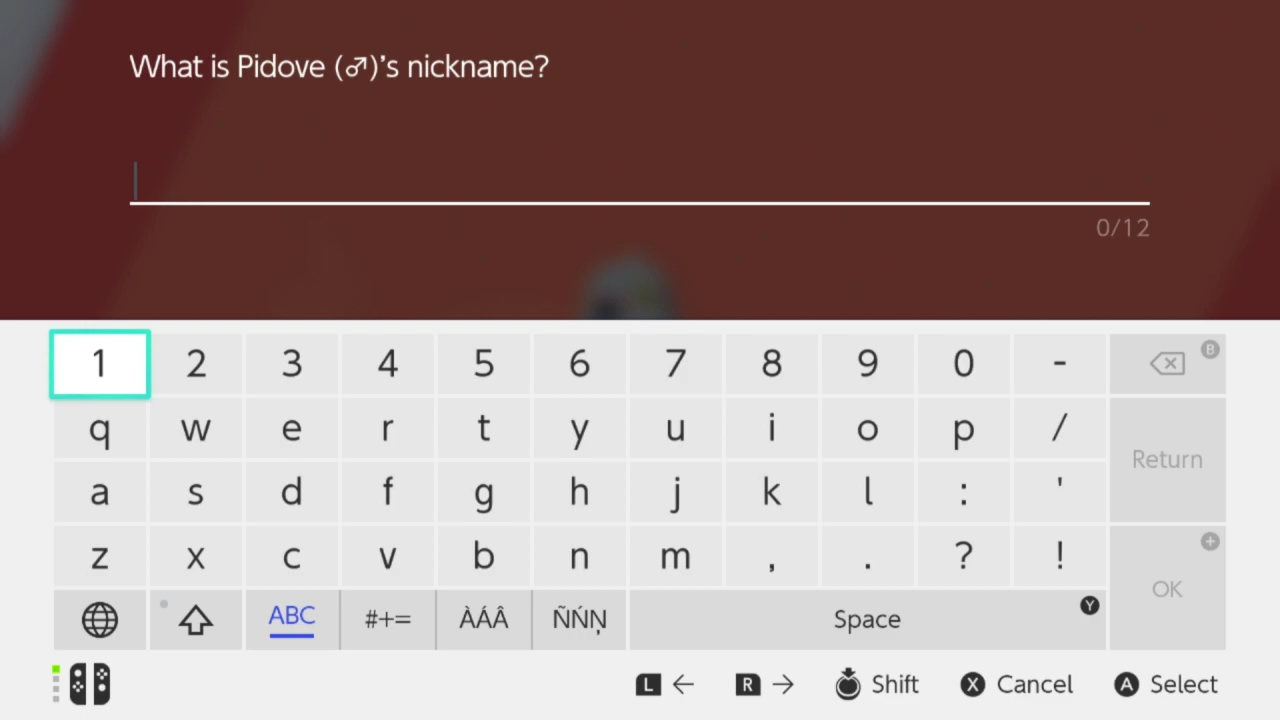 What is Pidove (♂)'s nickname?
0/12
1 2 3 4 5 6 7 8 9 0 - B
q w e r t y u i o p /
Return
a s d f g h j k l : '
z x c v b n m , . ? ! +
OK
ABC #+= ÀÁÂ ÑŃŅ Space Y
L ← R → Shift X Cancel A Select